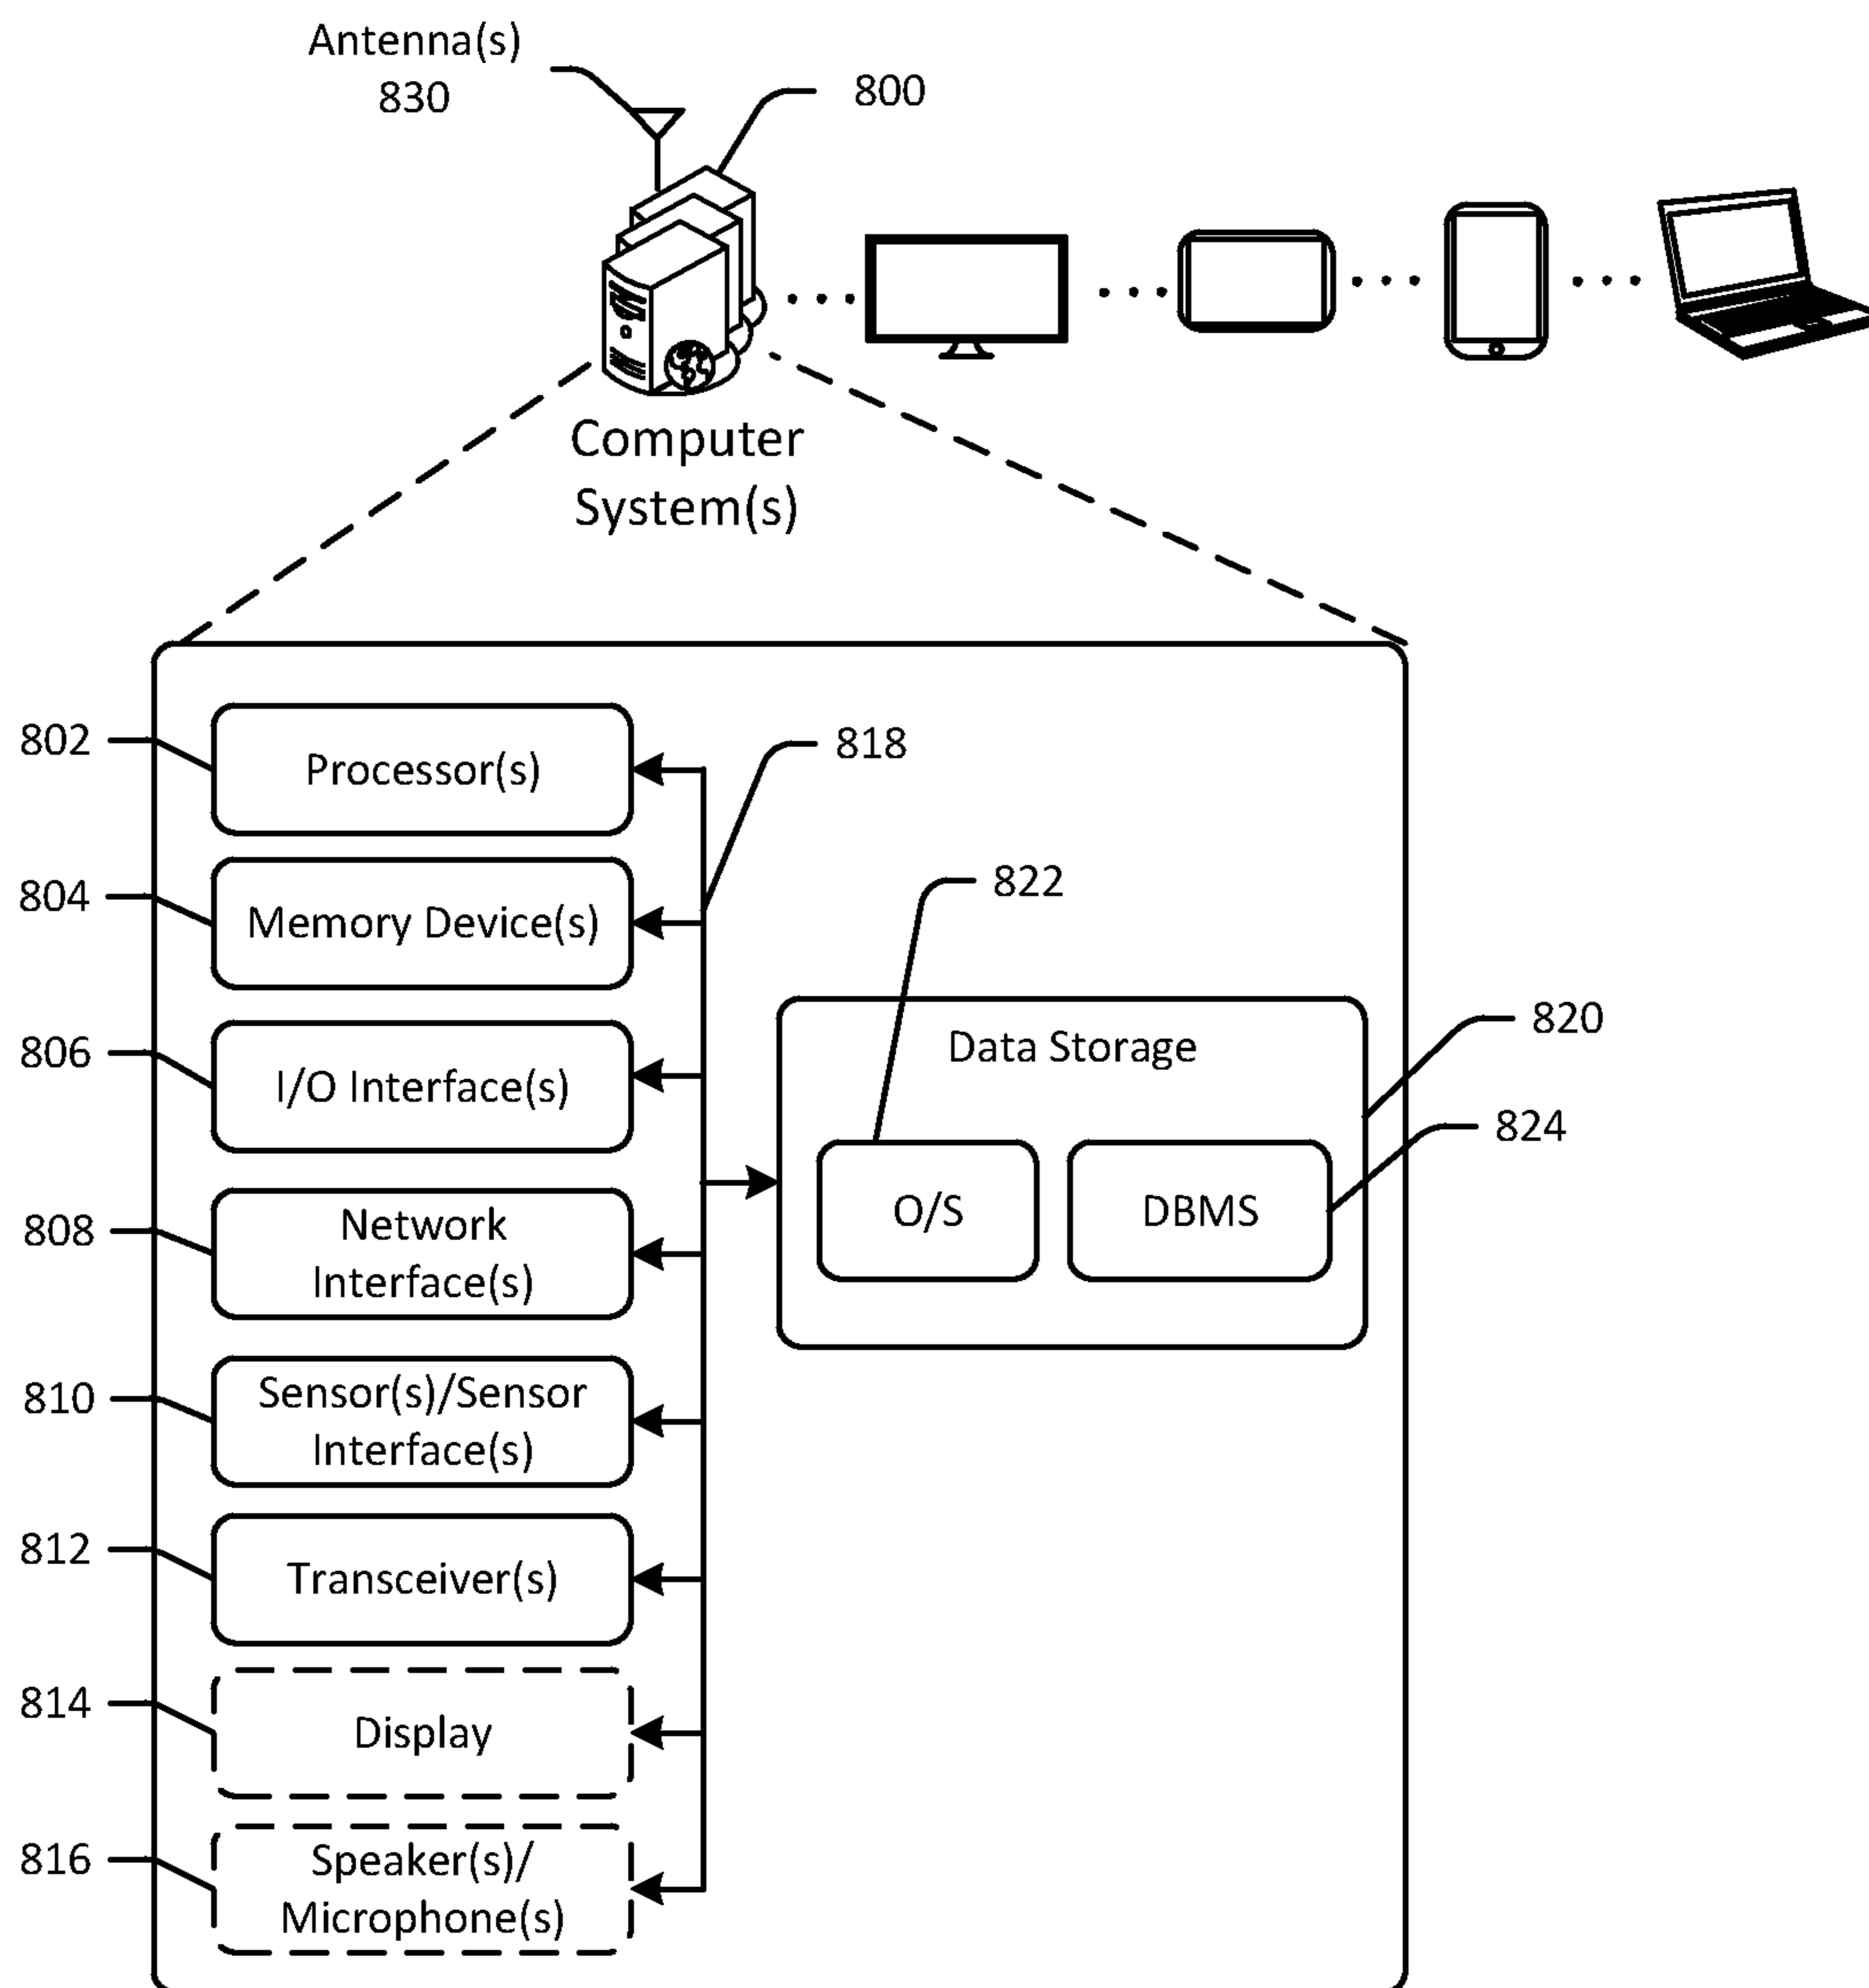 Antenna(s)
830
800
Computer
System(s)
802
Processor(s)
818
804
Memory Device(s)
822
806
I/O Interface(s)
Data Storage
820
824
O/S
DBMS
808
Network
Interface(s)
810
Sensor(s)/Sensor
Interface(s)
812
Transceiver(s)
814
Display
816
Speaker(s)/
Microphone(s)